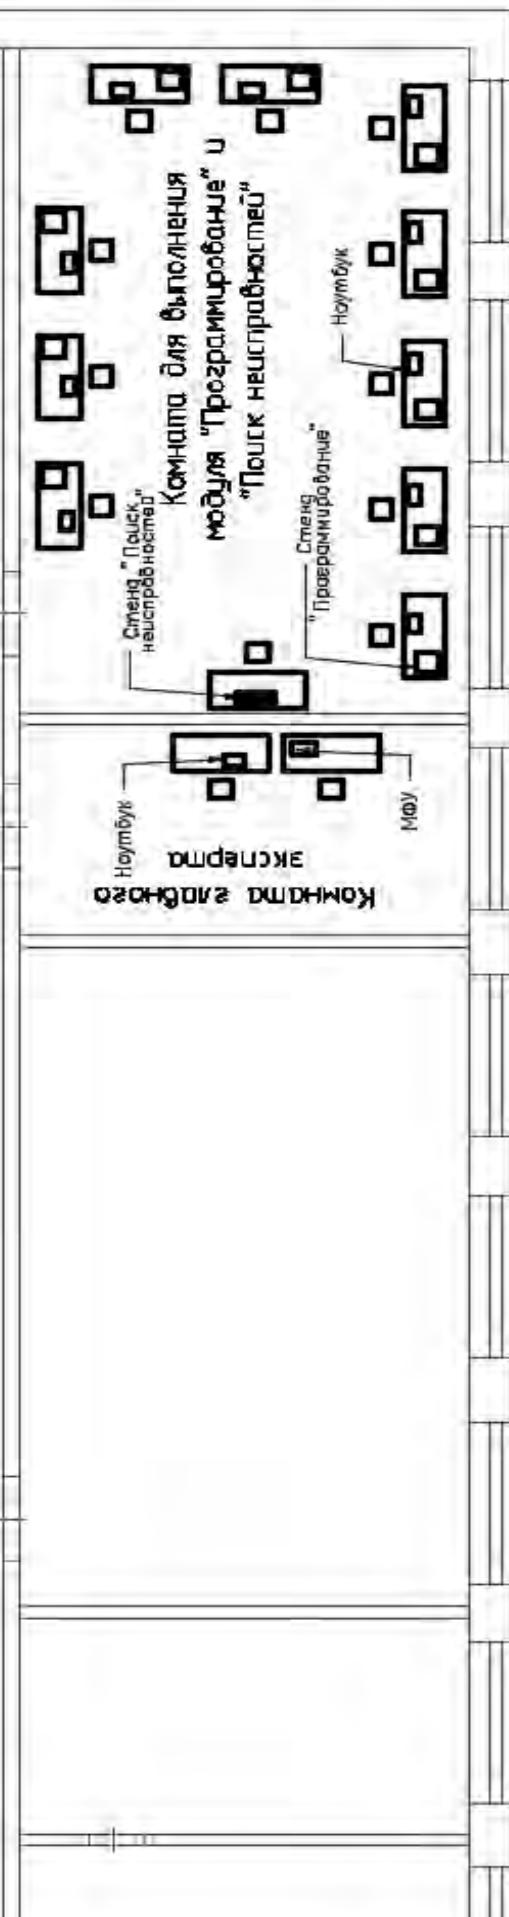 Комната для выполнения
модуля "Программирование" и
"Поиск неисправностей"
Ноутбук
Стенд "Поиск
неисправностей"
Стенд
"Программирование"
Ноутбук
МФУ
Комната главного
эксперта